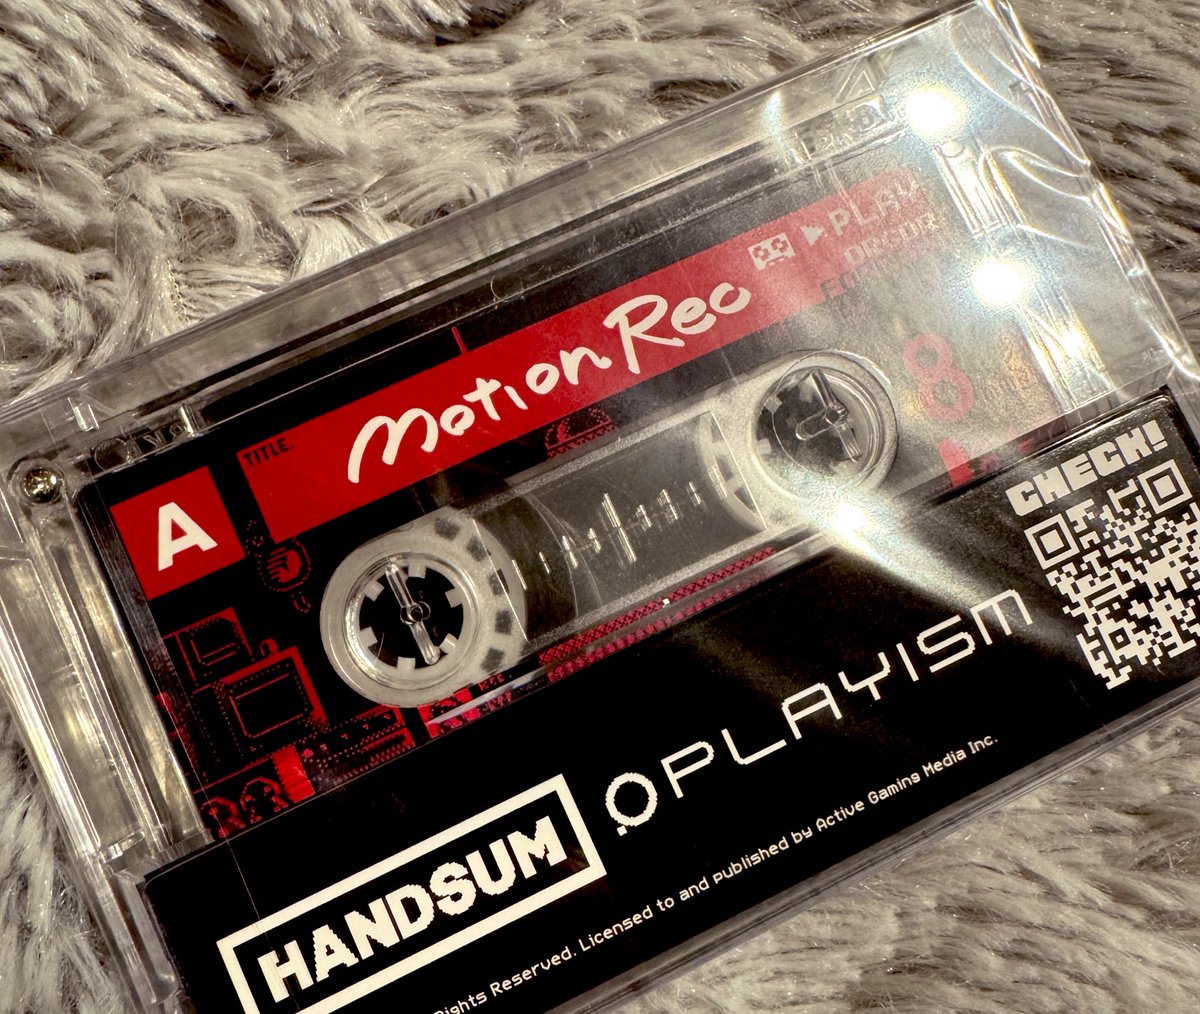 A
TITLE.
Motion Rec
▶PLAY
8
CHECK!
HANDSUM
PLAYISM
Rights Reserved. Licensed to and published by Active Gaming Media Inc.